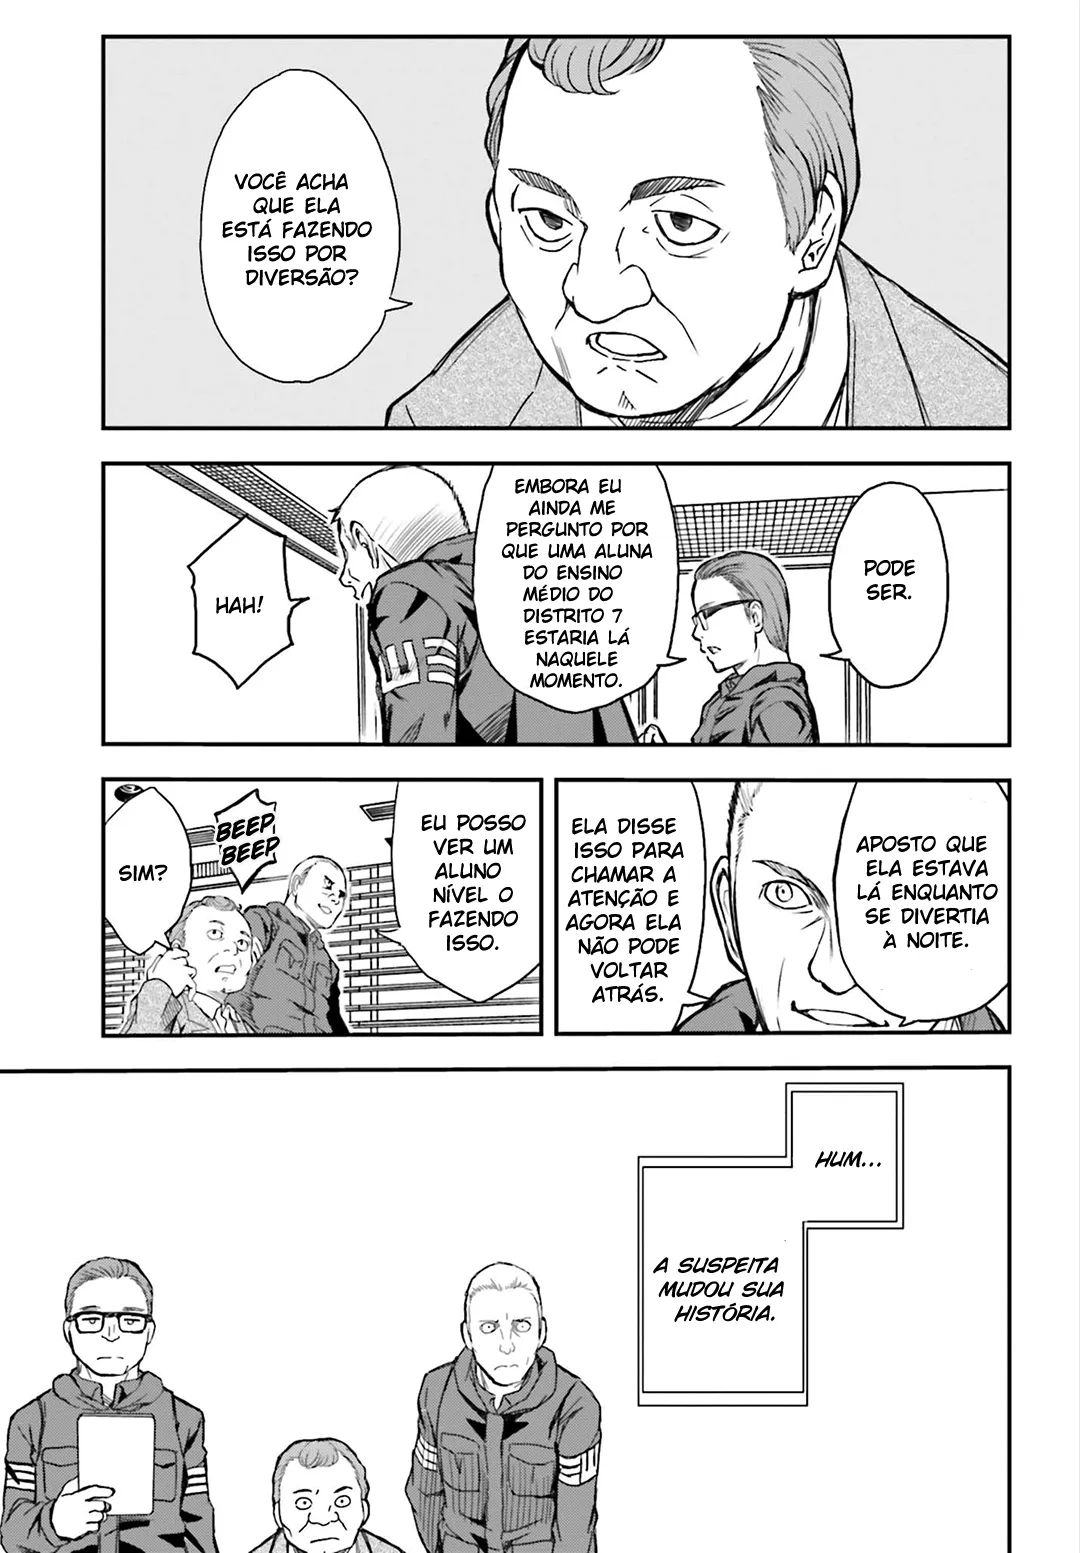 VOCÊ ACHA
QUE ELA
ESTÁ FAZENDO
ISSO POR
DIVERSÃO?
PODE
SER.
EMBORA EU
AINDA ME
PERGUNTO POR
QUE UMA ALUNA
DO ENSINO
MÉDIO DO
DISTRITO 7
ESTARIA LÁ
NAQUELE
MOMENTO.
HAH!
APOSTO QUE
ELA ESTAVA
LÁ ENQUANTO
SE DIVERTIA
À NOITE.
ELA DISSE
ISSO PARA
CHAMAR A
ATENÇÃO E
AGORA ELA
NÃO PODE
VOLTAR
ATRÁS.
EU POSSO
VER UM
ALUNO
NÍVEL 0
FAZENDO
ISSO.
BEEP
BEEP
SIM?
HUM...
A SUSPEITA
MUDOU SUA
HISTÓRIA.